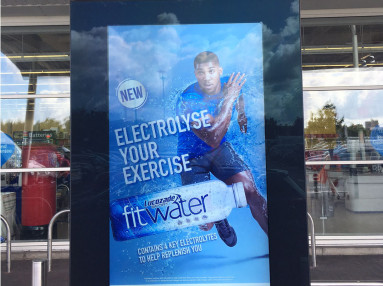 NEW
ELECTROLYSE
YOUR
EXERCISE
Lucozade
fitwater
CONTAINS 4 KEY ELECTROLYTES
TO HELP REPLENISH YOU